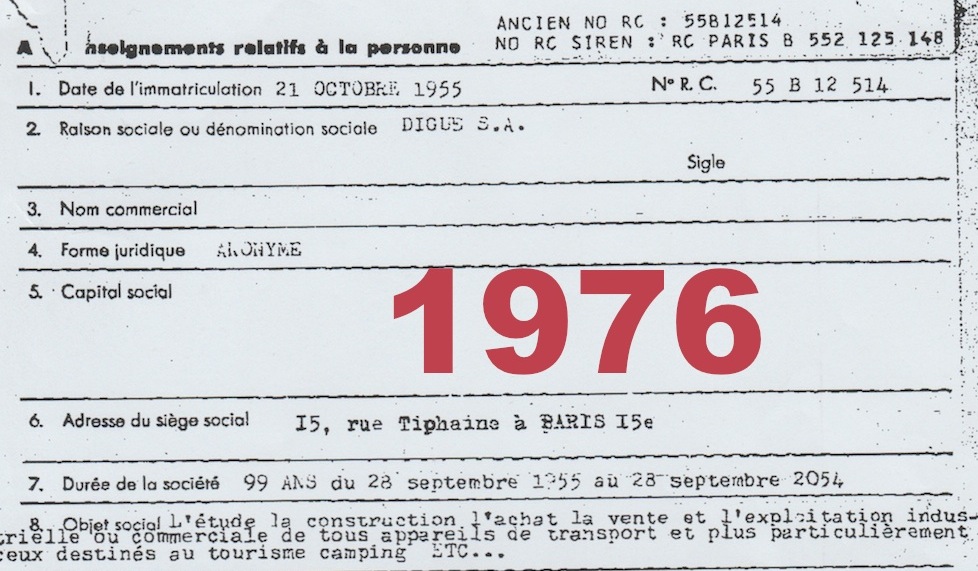 ANCIEN NO RC : 55B12514
A nseignements relatifs à la personne
NO RC SIREN : RC PARIS B 552 125 148
1. Date de l'immatriculation 21 OCTOBRE 1955 N° R. C. 55 B 12 514
2. Raison sociale ou dénomination sociale DIGUE S.A.
Sigle
3. Nom commercial
4. Forme juridique ANONYME
5. Capital social
1976
6. Adresse du siège social I5, rue Tiphaine à PARIS I5e
7. Durée de la société 99 ANS du 28 septembre 1955 au 28 septembre 2054
8. Objet social L'étude la construction l'achat la vente et l'exploitation indus-
trielle ou commerciale de tous appareils de transport et plus particulièrement
ceux destinés au tourisme camping ETC...